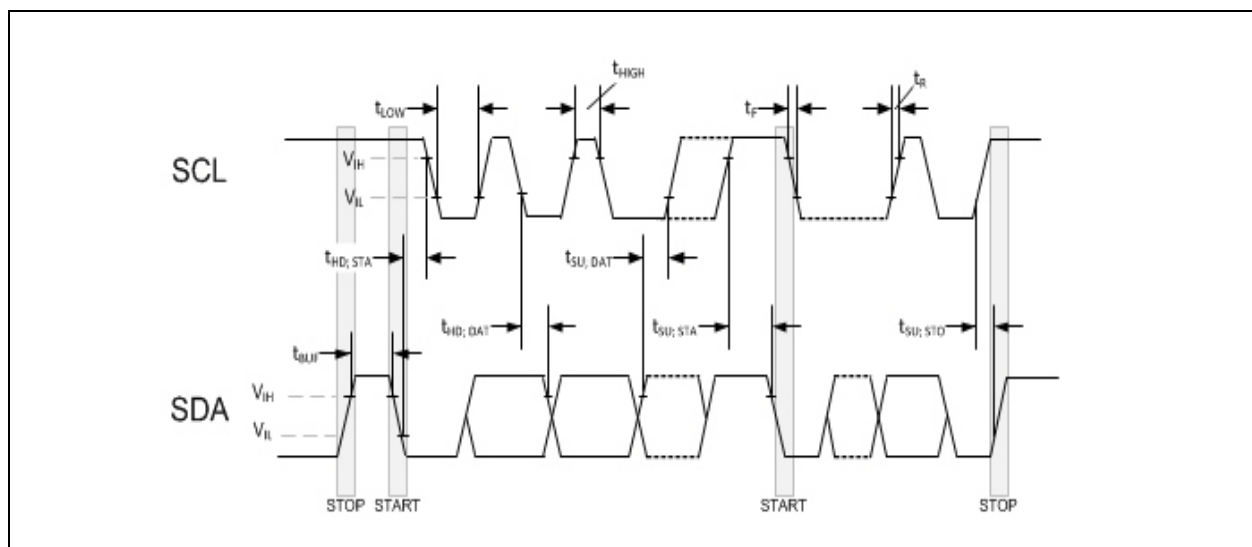 tHIGH
tR
tLOW
tF
VIH
SCL
VIL
tHD; STA
tSU, DAT
tHD; DAT
tSU; STA
tSU; STO
tBUF
VIH
SDA
VIL
STOP
START
START
STOP